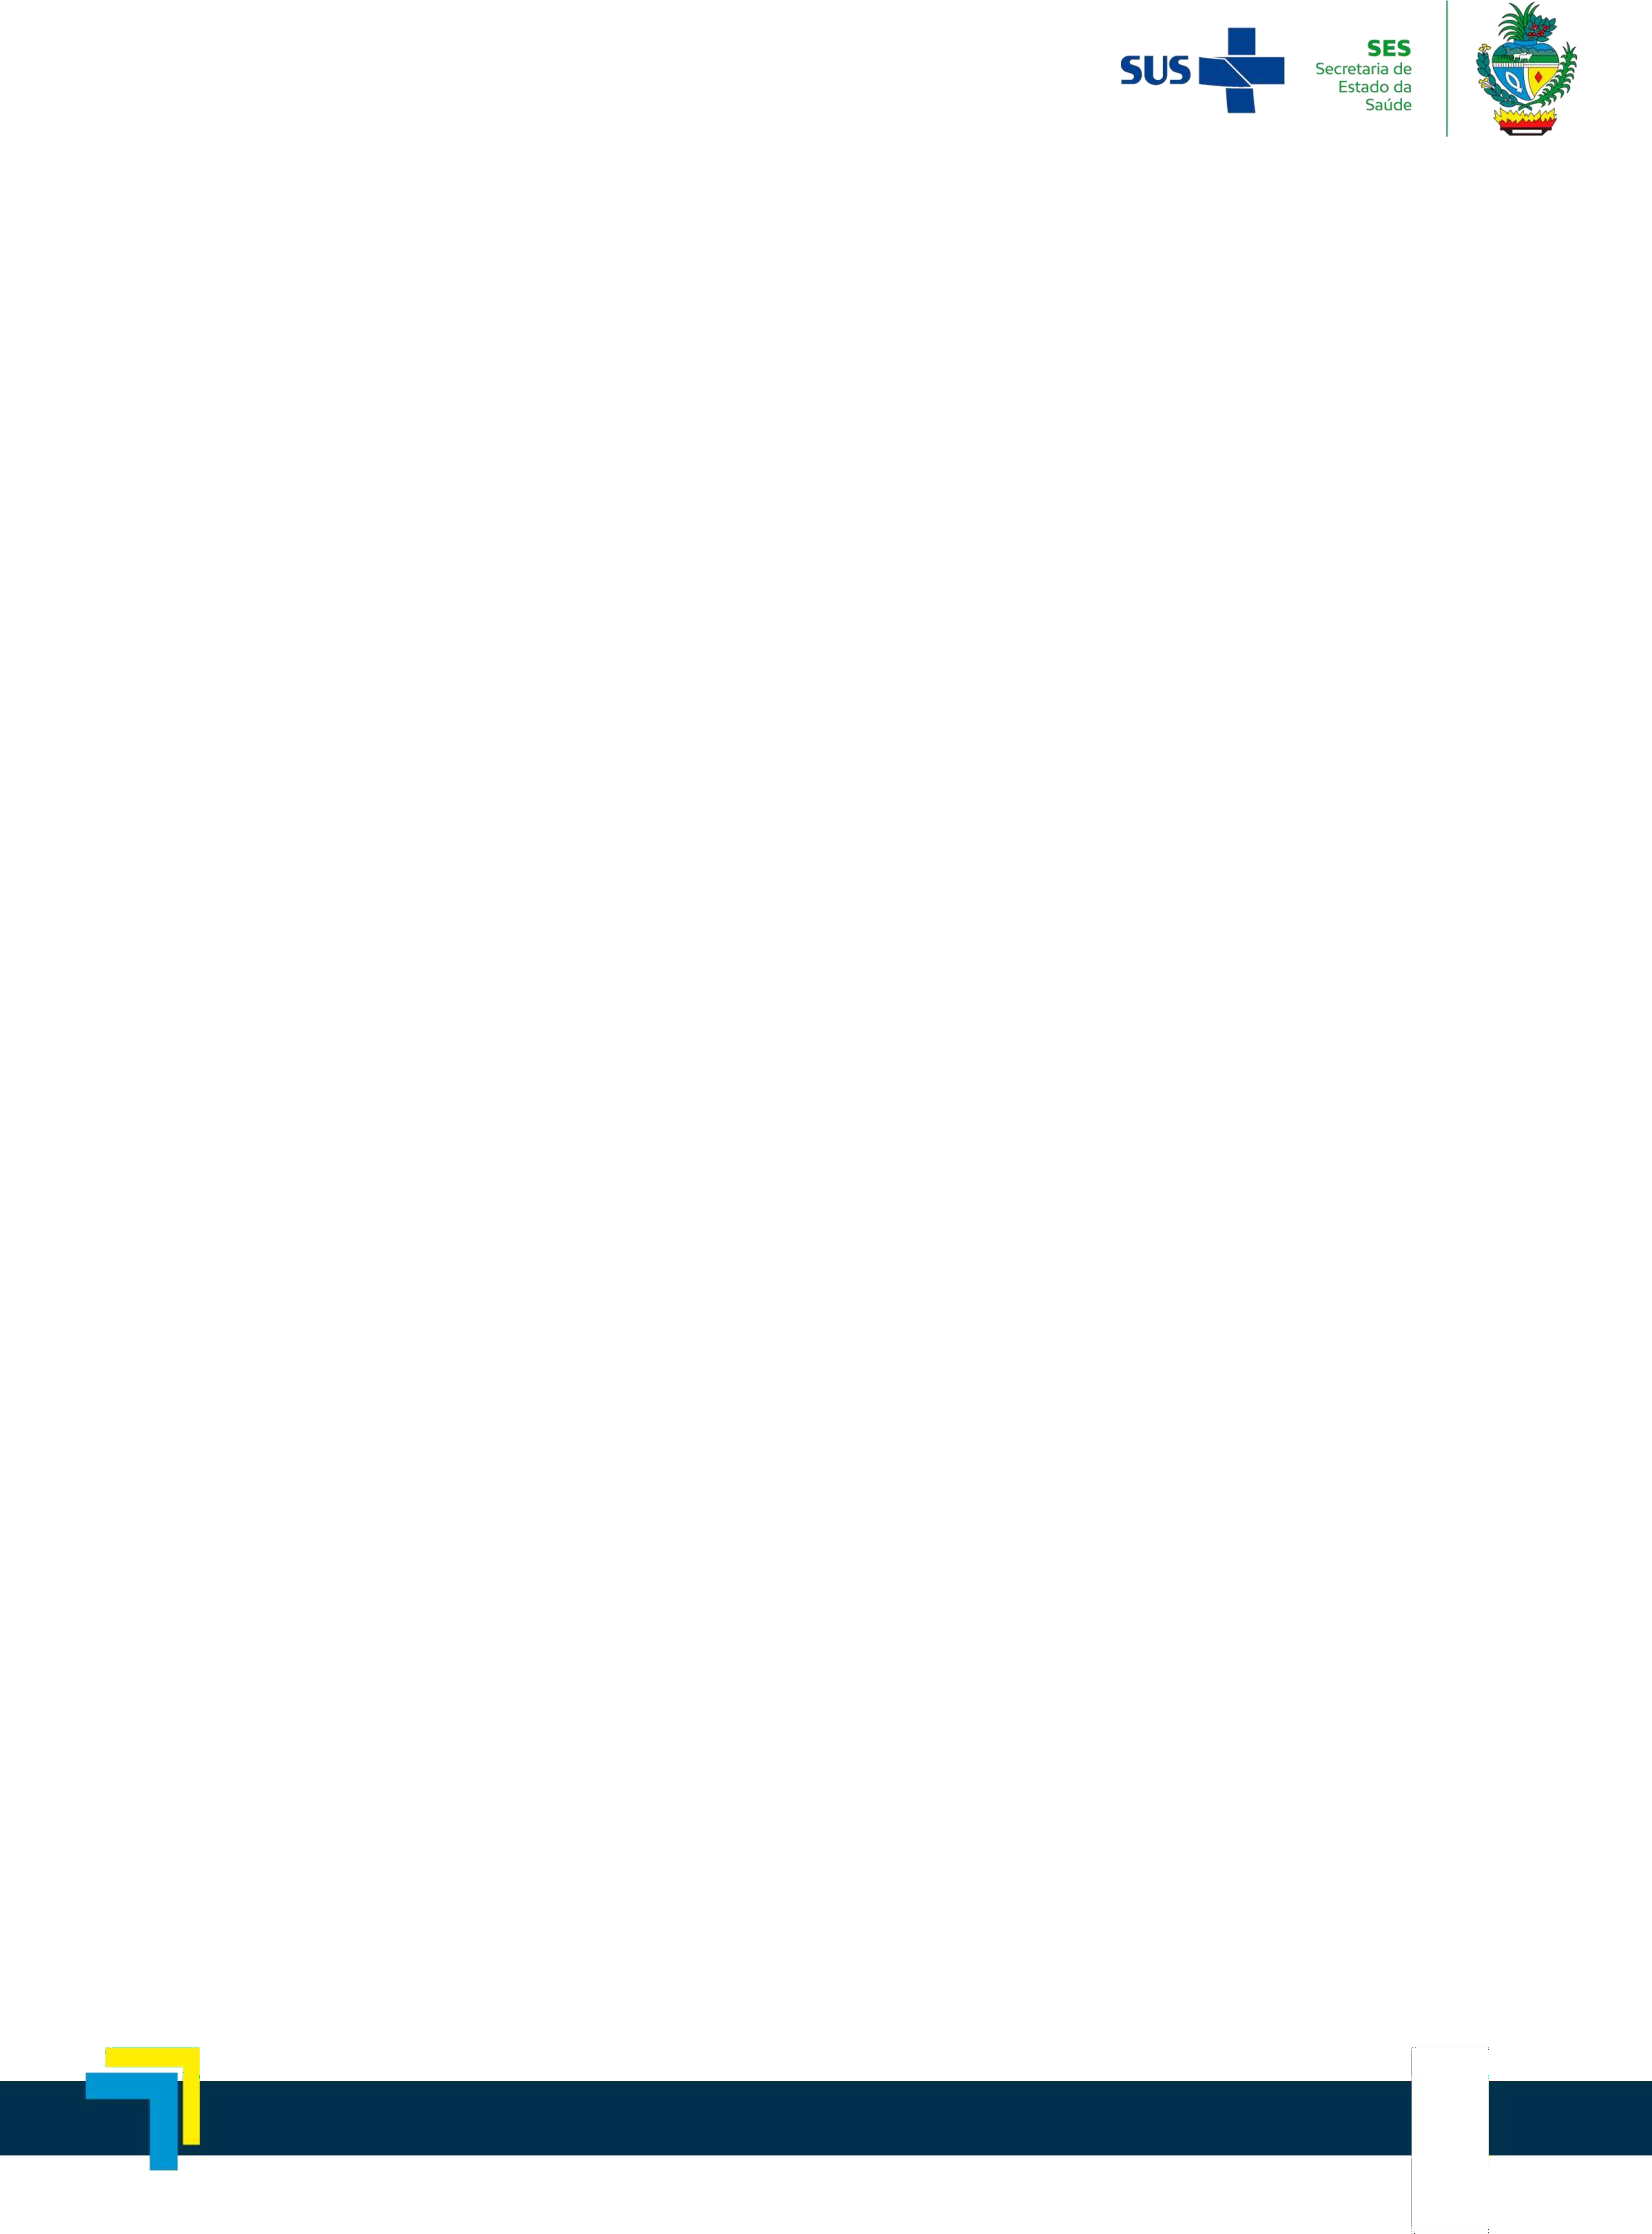 SUS
SES
Secretaria de
Estado da
Saúde